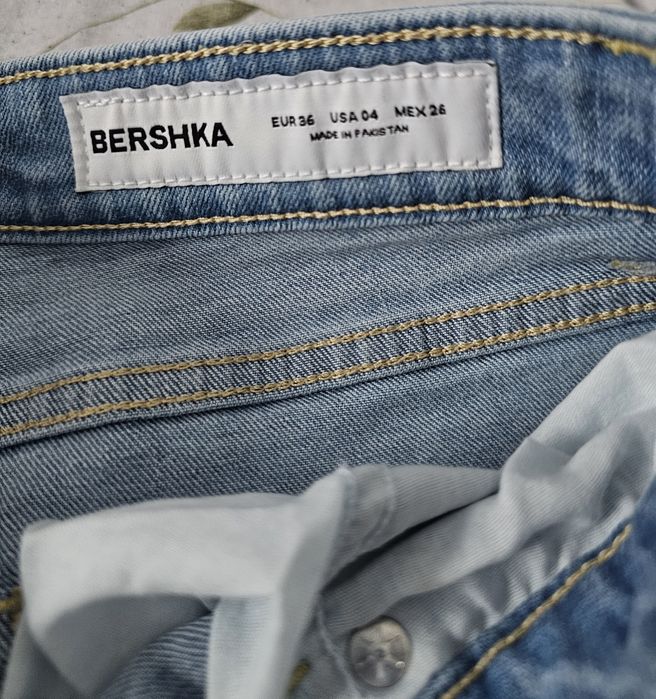 BERSHKA
EUR 36 USA 04 MEX 26
MADE IN PAKISTAN